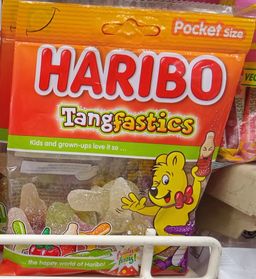 Pocket Size
HARIBO
Tangfastics
Kids and grown-ups love it so ...
... the happy world of Haribo!